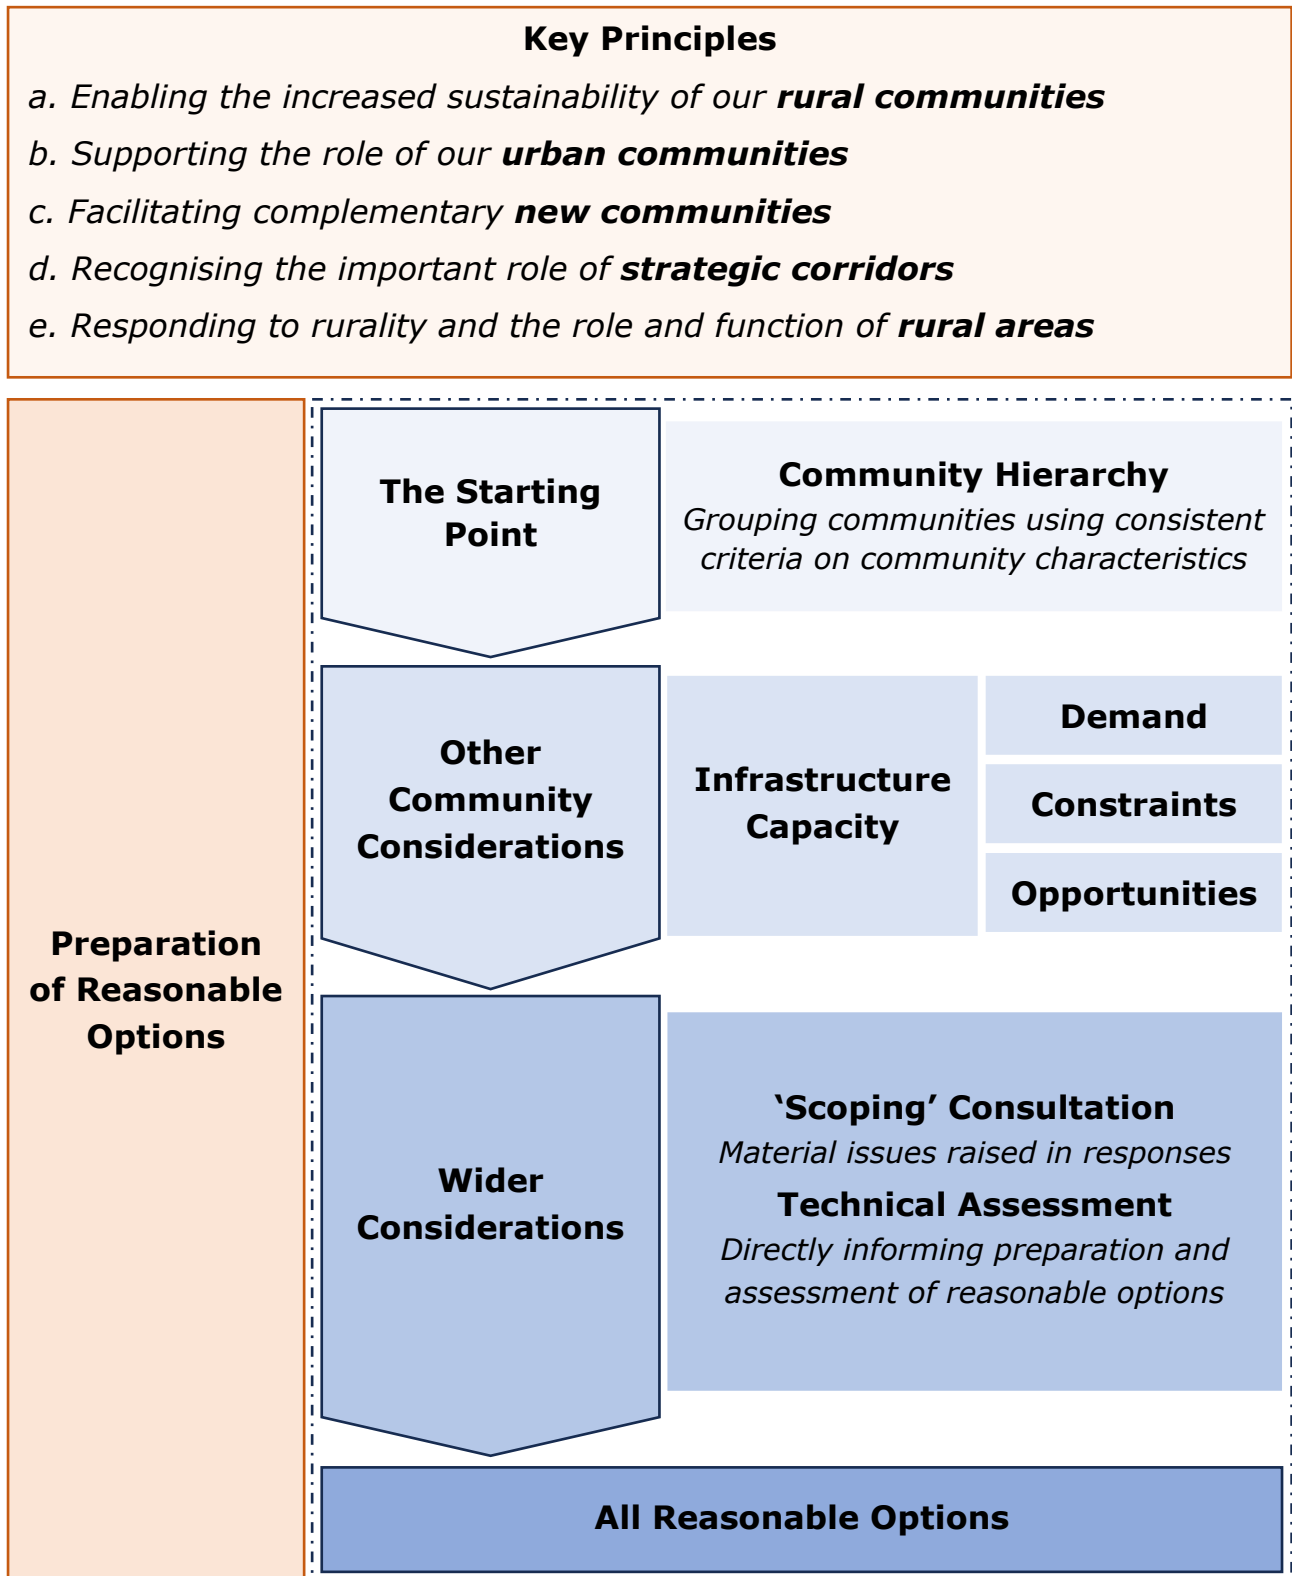 Key Principles
a. Enabling the increased sustainability of our rural communities
b. Supporting the role of our urban communities
c. Facilitating complementary new communities
d. Recognising the important role of strategic corridors
e. Responding to rurality and the role and function of rural areas
Preparation
of Reasonable
Options
The Starting
Point
Community Hierarchy
Grouping communities using consistent
criteria on community characteristics
Other
Community
Considerations
Infrastructure
Capacity
Demand
Constraints
Opportunities
Wider
Considerations
‘Scoping’ Consultation
Material issues raised in responses
Technical Assessment
Directly informing preparation and
assessment of reasonable options
All Reasonable Options